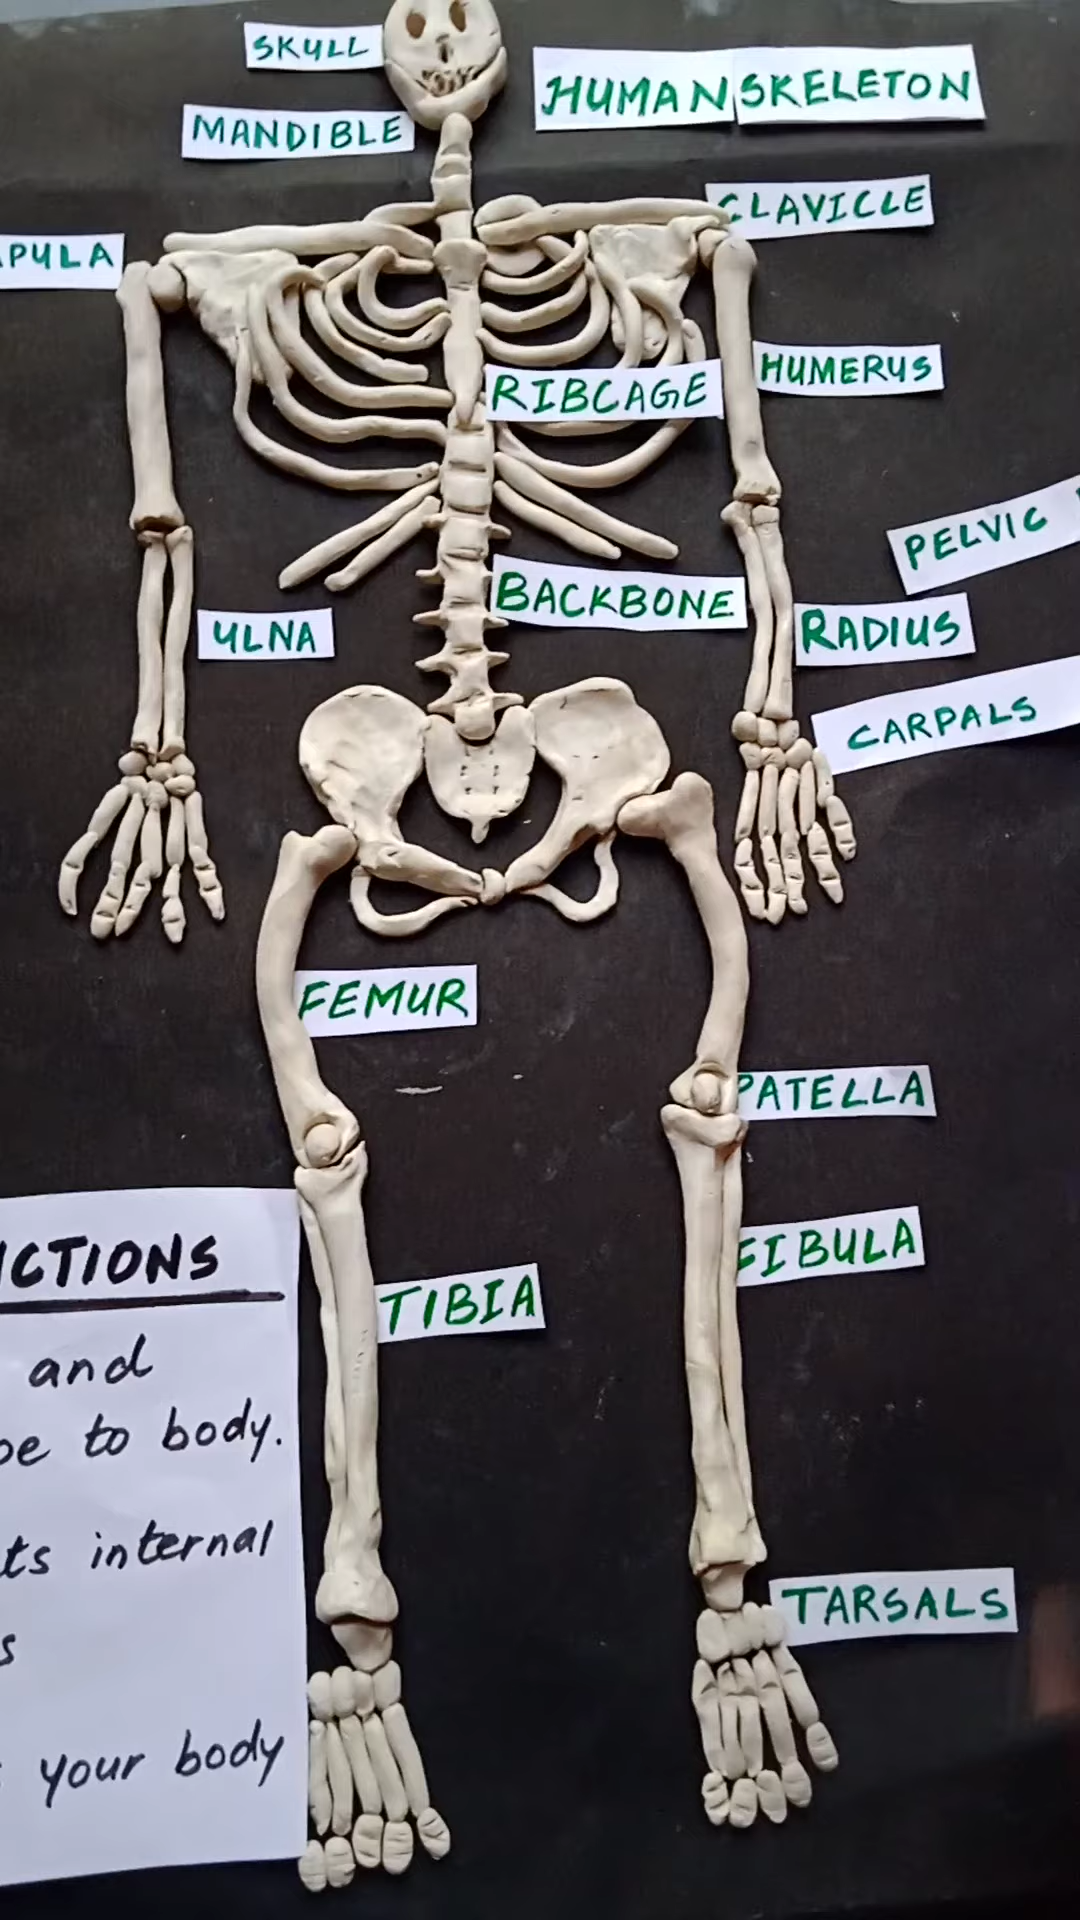 SKULL
HUMAN SKELETON
MANDIBLE
CLAVICLE
PULA
RIBCAGE
HUMERUS
PELVIC
BACKBONE
ULNA
RADIUS
CARPALS
FEMUR
PATELLA
FIBULA
TIBIA
TARSALS
CTIONS
and
pe to body.
ts internal
s
your body